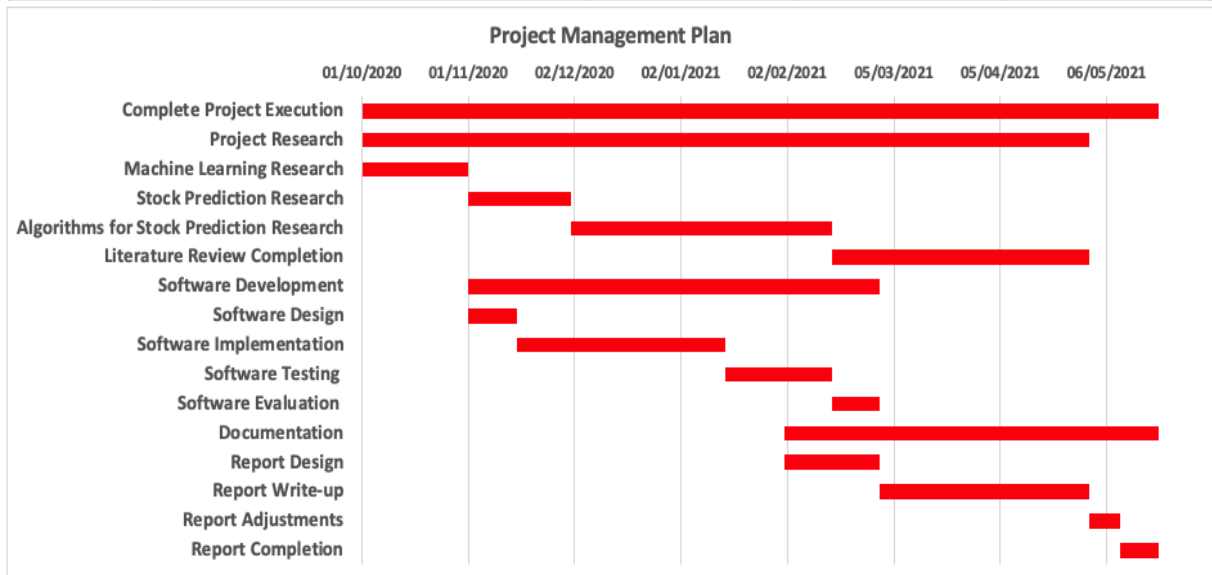 Project Management Plan
01/10/2020 01/11/2020 02/12/2020 02/01/2021 02/02/2021 05/03/2021 05/04/2021 06/05/2021
Complete Project Execution
Project Research
Machine Learning Research
Stock Prediction Research
Algorithms for Stock Prediction Research
Literature Review Completion
Software Development
Software Design
Software Implementation
Software Testing
Software Evaluation
Documentation
Report Design
Report Write-up
Report Adjustments
Report Completion